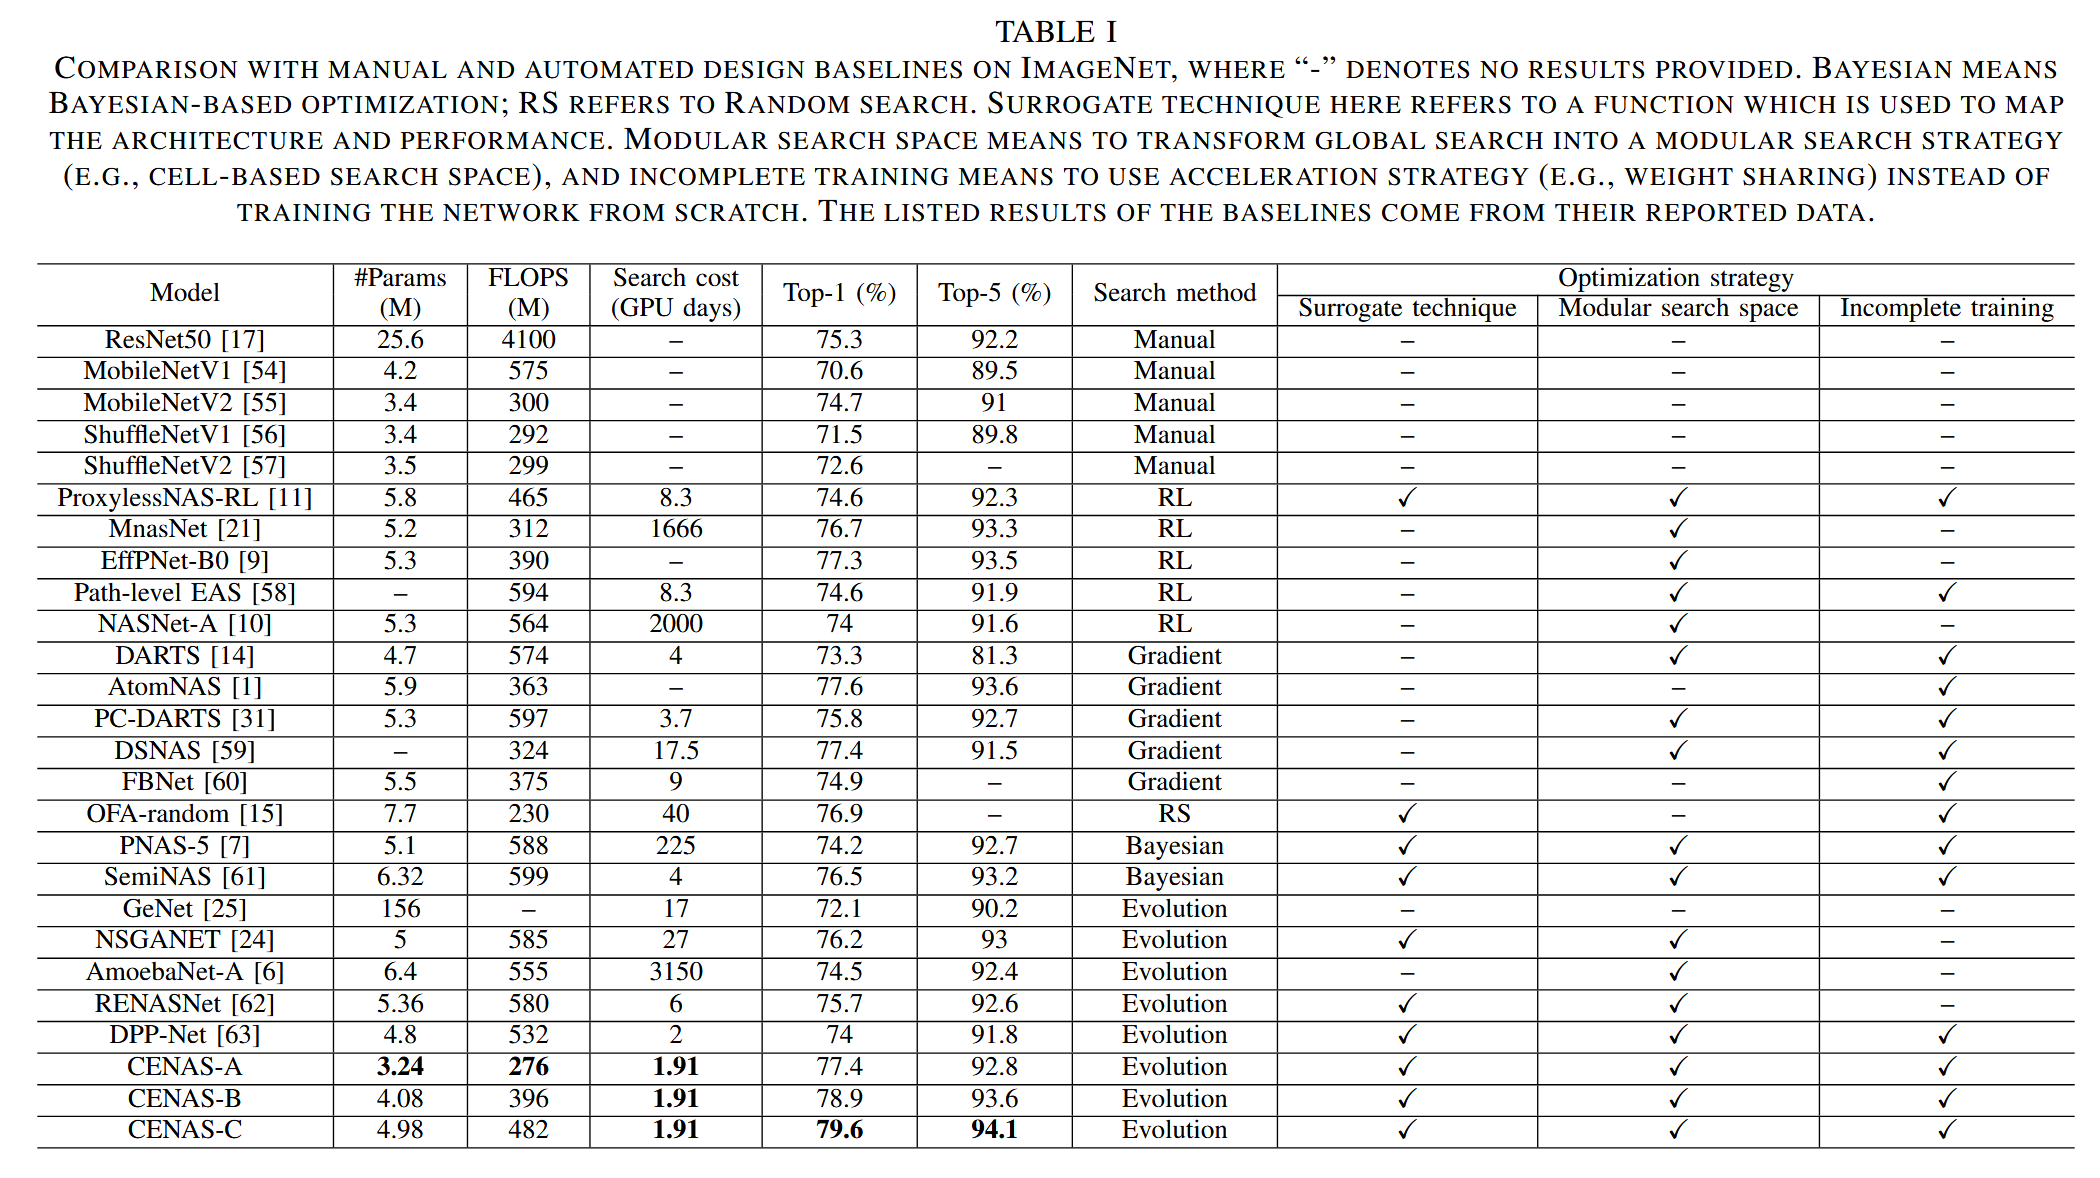 TABLE I
COMPARISON WITH MANUAL AND AUTOMATED DESIGN BASELINES ON IMAGENET, WHERE “-” DENOTES NO RESULTS PROVIDED. BAYESIAN MEANS
BAYESIAN-BASED OPTIMIZATION; RS REFERS TO RANDOM SEARCH. SURROGATE TECHNIQUE HERE REFERS TO A FUNCTION WHICH IS USED TO MAP
THE ARCHITECTURE AND PERFORMANCE. MODULAR SEARCH SPACE MEANS TO TRANSFORM GLOBAL SEARCH INTO A MODULAR SEARCH STRATEGY
(E.G., CELL-BASED SEARCH SPACE), AND INCOMPLETE TRAINING MEANS TO USE ACCELERATION STRATEGY (E.G., WEIGHT SHARING) INSTEAD OF
TRAINING THE NETWORK FROM SCRATCH. THE LISTED RESULTS OF THE BASELINES COME FROM THEIR REPORTED DATA.
Model #Params (M) FLOPS (M) Search cost (GPU days) Top-1 (%) Top-5 (%) Search method Optimization strategy
Surrogate technique Modular search space Incomplete training
ResNet50 [17] 25.6 4100 – 75.3 92.2 Manual – – –
MobileNetV1 [54] 4.2 575 – 70.6 89.5 Manual – – –
MobileNetV2 [55] 3.4 300 – 74.7 91 Manual – – –
ShuffleNetV1 [56] 3.4 292 – 71.5 89.8 Manual – – –
ShuffleNetV2 [57] 3.5 299 – 72.6 – Manual – – –
ProxylessNAS-RL [11] 5.8 465 8.3 74.6 92.3 RL ✓ ✓ ✓
MnasNet [21] 5.2 312 1666 76.7 93.3 RL – ✓ –
EffPNet-B0 [9] 5.3 390 – 77.3 93.5 RL – ✓ –
Path-level EAS [58] – 594 8.3 74.6 91.9 RL – ✓ ✓
NASNet-A [10] 5.3 564 2000 74 91.6 RL – ✓ –
DARTS [14] 4.7 574 4 73.3 81.3 Gradient – ✓ ✓
AtomNAS [1] 5.9 363 – 77.6 93.6 Gradient – – ✓
PC-DARTS [31] 5.3 597 3.7 75.8 92.7 Gradient – ✓ ✓
DSNAS [59] – 324 17.5 77.4 91.5 Gradient – ✓ ✓
FBNet [60] 5.5 375 9 74.9 – Gradient – – ✓
OFA-random [15] 7.7 230 40 76.9 – RS ✓ – ✓
PNAS-5 [7] 5.1 588 225 74.2 92.7 Bayesian ✓ ✓ ✓
SemiNAS [61] 6.32 599 4 76.5 93.2 Bayesian ✓ ✓ ✓
GeNet [25] 156 – 17 72.1 90.2 Evolution – – –
NSGANET [24] 5 585 27 76.2 93 Evolution ✓ ✓ –
AmoebaNet-A [6] 6.4 555 3150 74.5 92.4 Evolution – ✓ –
RENASNet [62] 5.36 580 6 75.7 92.6 Evolution ✓ ✓ –
DPP-Net [63] 4.8 532 2 74 91.8 Evolution ✓ ✓ ✓
CENAS-A 3.24 276 1.91 77.4 92.8 Evolution ✓ ✓ ✓
CENAS-B 4.08 396 1.91 78.9 93.6 Evolution ✓ ✓ ✓
CENAS-C 4.98 482 1.91 79.6 94.1 Evolution ✓ ✓ ✓